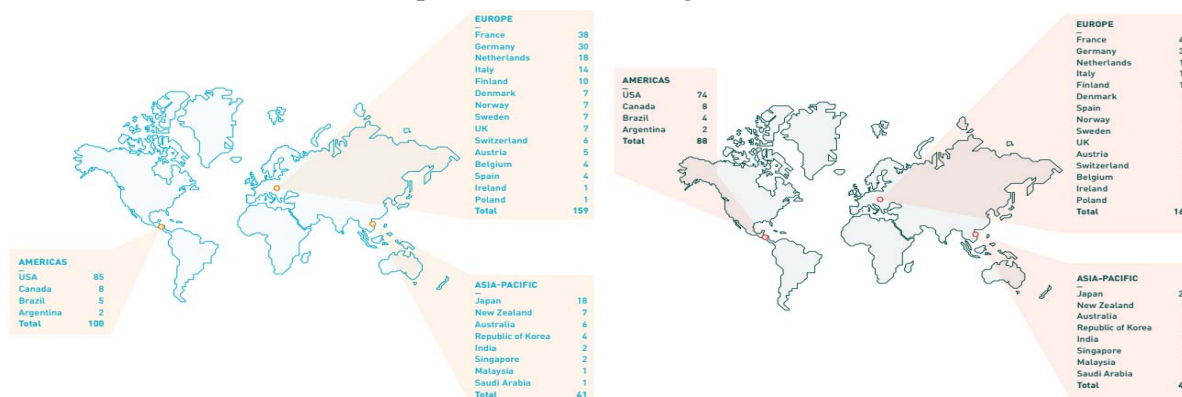 EUROPE
France 38
Germany 30
Netherlands 18
Italy 14
Finland 10
Denmark 7
Norway 7
Sweden 7
UK 7
Switzerland 6
Austria 5
Belgium 4
Spain 4
Ireland 1
Poland 1
Total 159
AMERICAS
USA 85
Canada 8
Brazil 5
Argentina 2
Total 100
ASIA-PACIFIC
Japan 18
New Zealand 7
Australia 6
Republic of Korea 4
India 2
Singapore 2
Malaysia 1
Saudi Arabia 1
Total 41
AMERICAS
USA 74
Canada 8
Brazil 4
Argentina 2
Total 88
EUROPE
France
Germany
Netherlands
Italy
Finland
Denmark
Spain
Norway
Sweden
UK
Austria
Switzerland
Belgium
Ireland
Poland
Total
ASIA-PACIFIC
Japan
New Zealand
Australia
Republic of Korea
India
Singapore
Malaysia
Saudi Arabia
Total